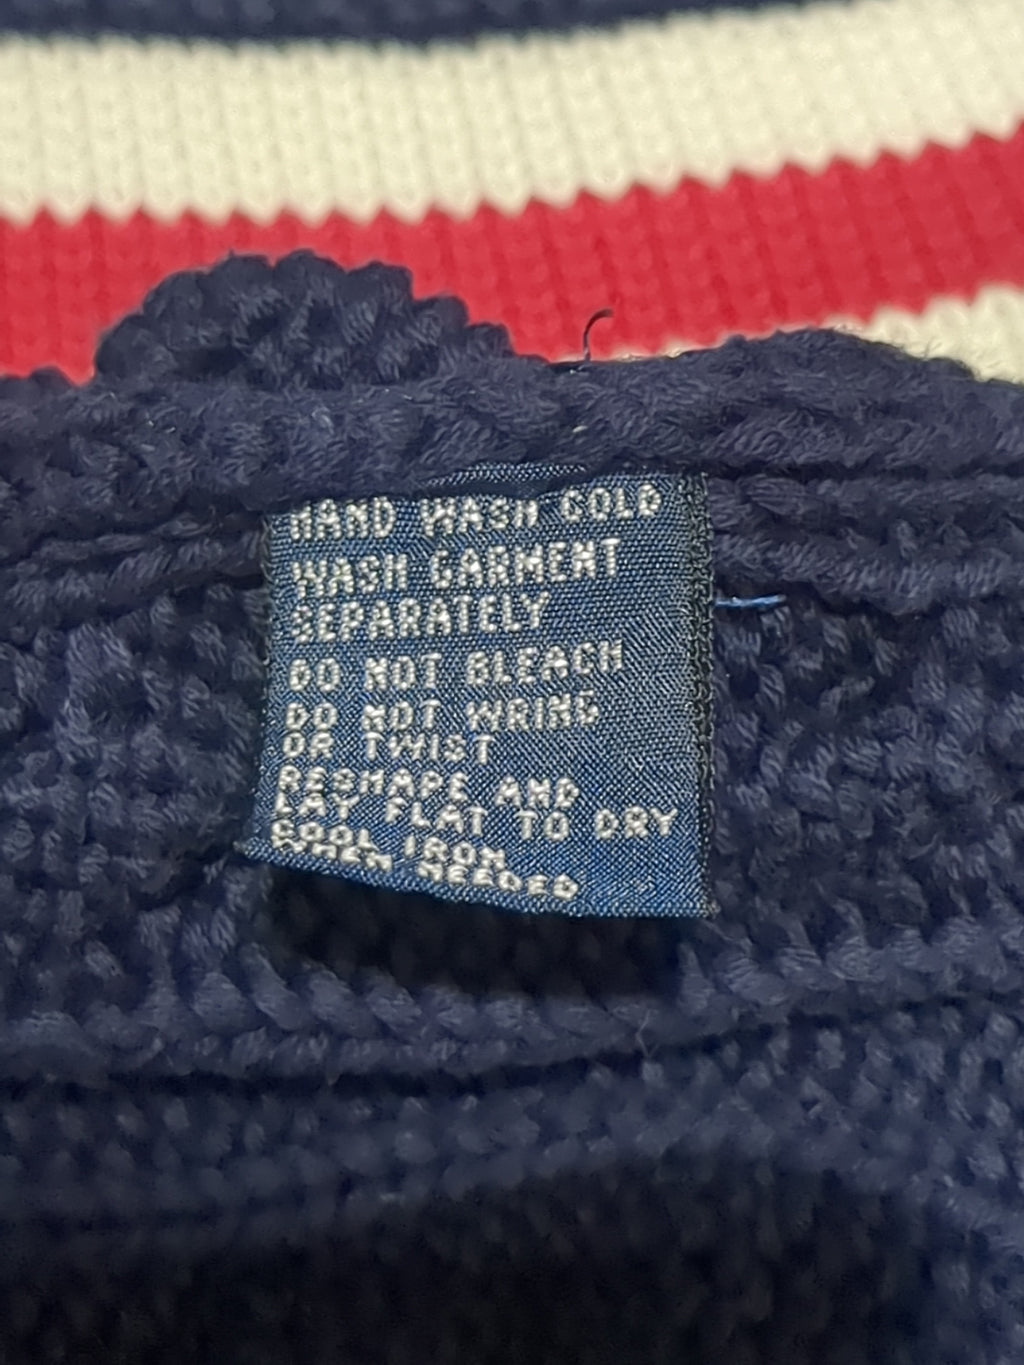 HAND WASH COLD
WASH GARMENT
SEPARATELY
DO NOT BLEACH
DO NOT WRING
OR TWIST
RESHAPE AND
LAY FLAT TO DRY
COOL IRON
WHEN NEEDED